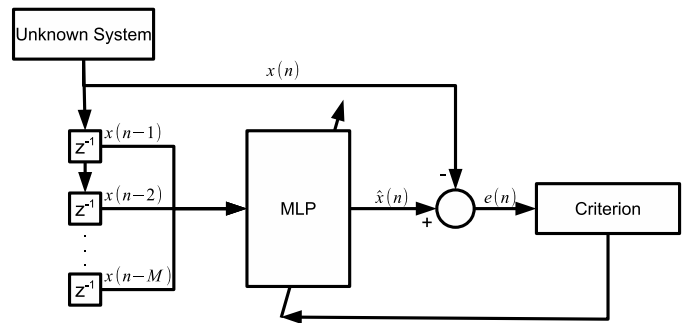 Unknown System
x(n)
z⁻¹
x(n−1)
z⁻¹
x(n−2)
MLP
x̂(n)
-
+
e(n)
Criterion
. . . .
z⁻¹
x(n−M)